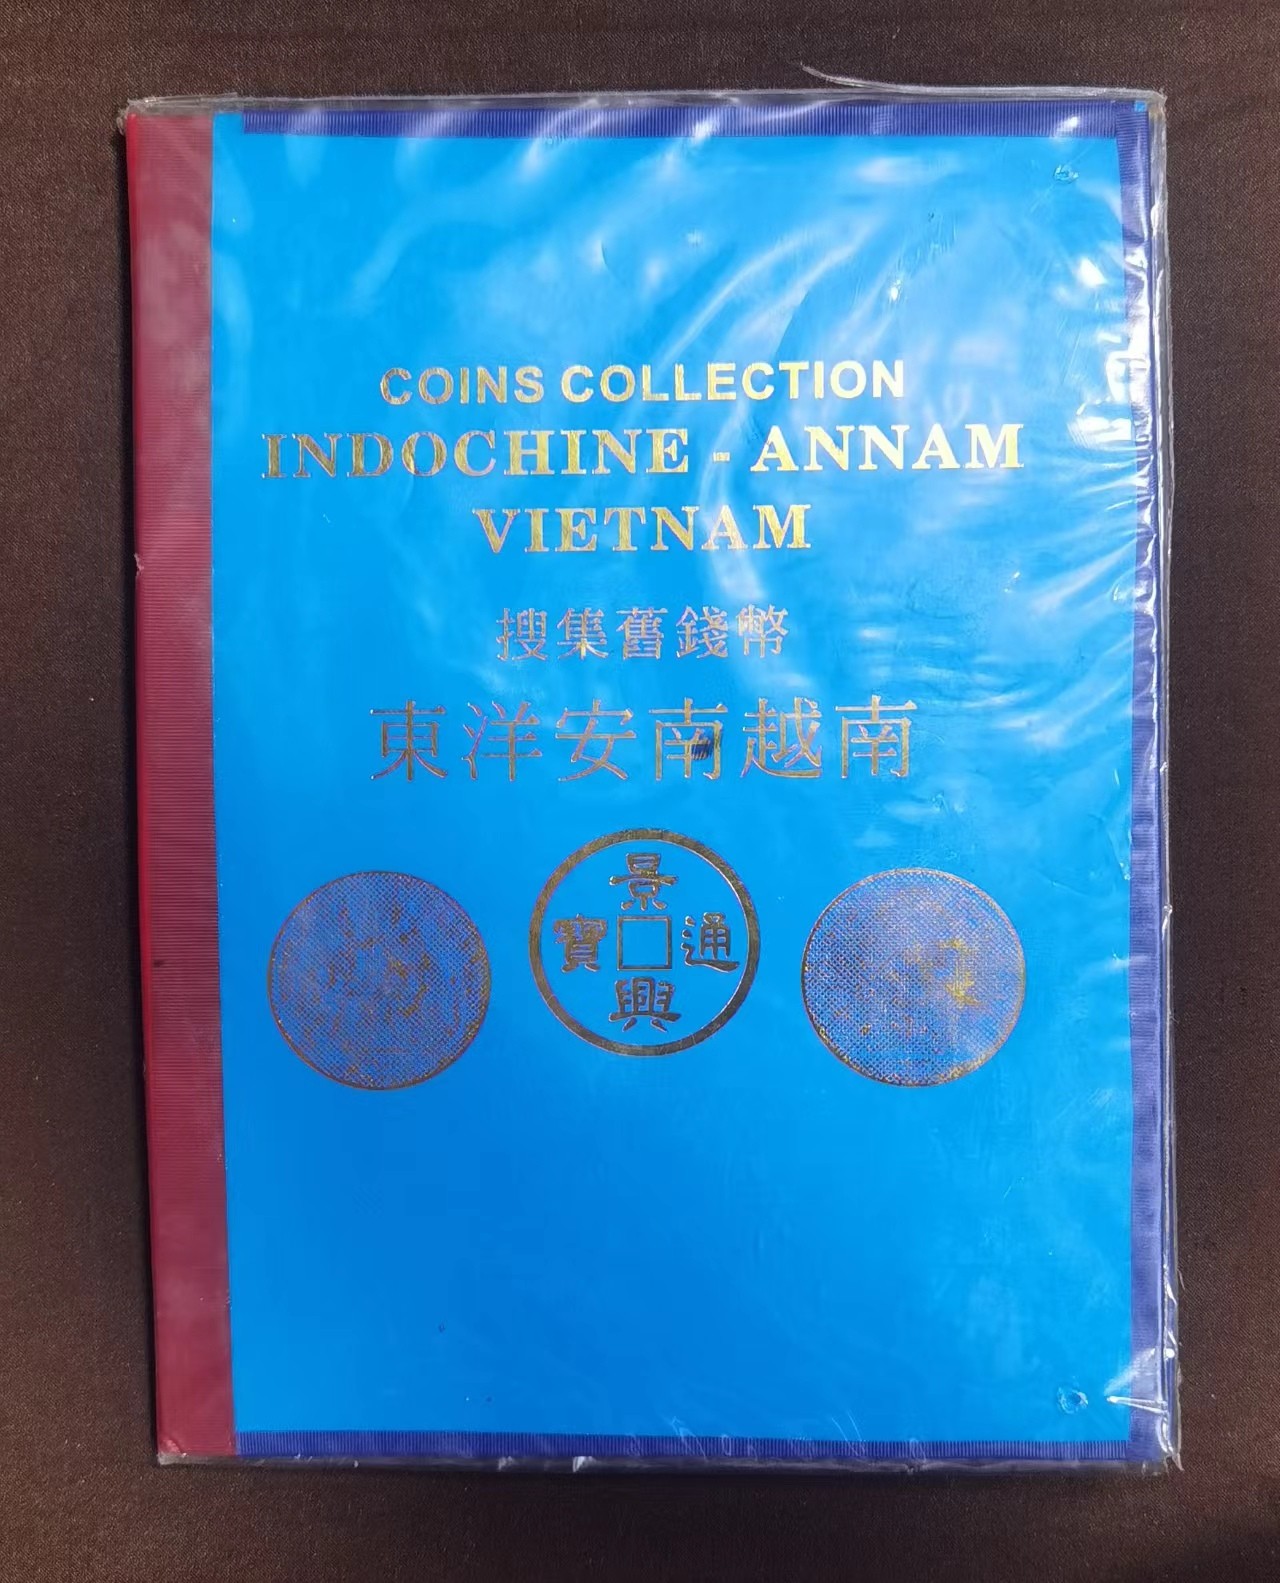 COINS COLLECTION
INDOCHINE - ANNAM
VIETNAM
搜集舊錢幣
東洋安南越南
景興通寶